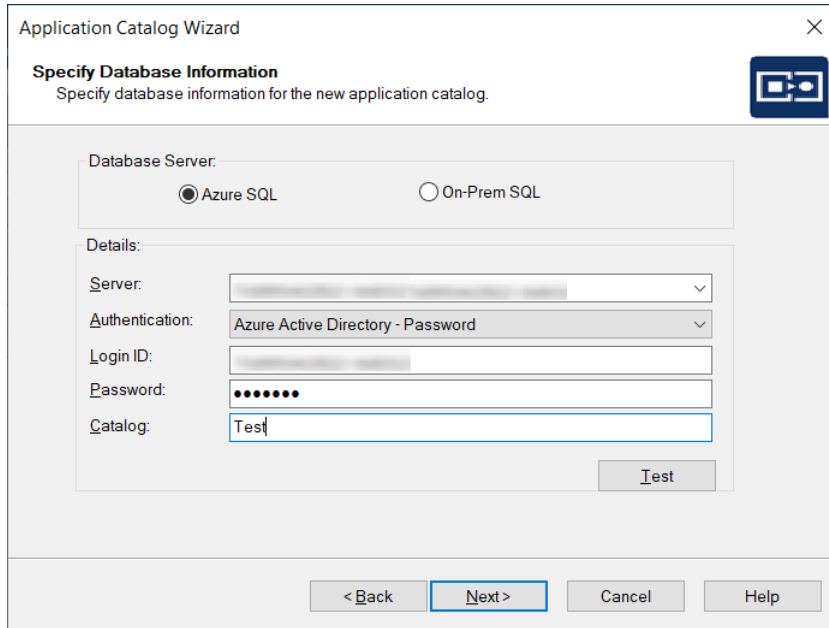 Application Catalog Wizard
Specify Database Information
Specify database information for the new application catalog.
Database Server:
Azure SQL
On-Prem SQL
Details:
Server:
Authentication:
Azure Active Directory - Password
Login ID:
Password:
•••••••
Catalog:
Test
Test
< Back
Next >
Cancel
Help